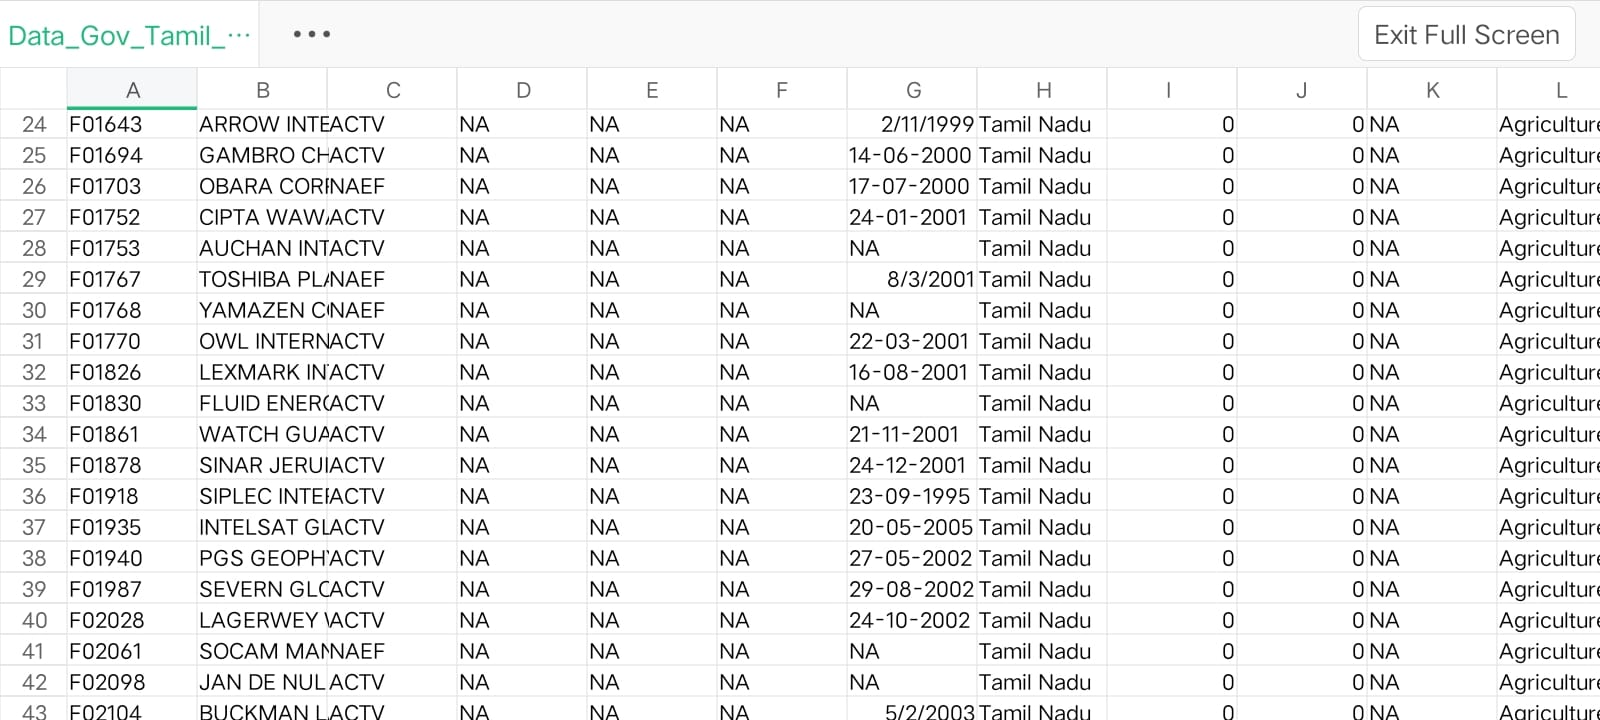 Data_Gov_Tamil_··· ••• Exit Full Screen
A B C D E F G H I J K L
24 F01643 ARROW INTE ACTV NA NA NA 2/11/1999 Tamil Nadu 0 0 NA Agriculture
25 F01694 GAMBRO CH ACTV NA NA NA 14-06-2000 Tamil Nadu 0 0 NA Agriculture
26 F01703 OBARA COR NAEF NA NA NA 17-07-2000 Tamil Nadu 0 0 NA Agriculture
27 F01752 CIPTA WAW ACTV NA NA NA 24-01-2001 Tamil Nadu 0 0 NA Agriculture
28 F01753 AUCHAN INT ACTV NA NA NA NA Tamil Nadu 0 0 NA Agriculture
29 F01767 TOSHIBA PL NAEF NA NA NA 8/3/2001 Tamil Nadu 0 0 NA Agriculture
30 F01768 YAMAZEN C NAEF NA NA NA NA Tamil Nadu 0 0 NA Agriculture
31 F01770 OWL INTERN ACTV NA NA NA 22-03-2001 Tamil Nadu 0 0 NA Agriculture
32 F01826 LEXMARK IN ACTV NA NA NA 16-08-2001 Tamil Nadu 0 0 NA Agriculture
33 F01830 FLUID ENER ACTV NA NA NA NA Tamil Nadu 0 0 NA Agriculture
34 F01861 WATCH GUA ACTV NA NA NA 21-11-2001 Tamil Nadu 0 0 NA Agriculture
35 F01878 SINAR JERU ACTV NA NA NA 24-12-2001 Tamil Nadu 0 0 NA Agriculture
36 F01918 SIPLEC INTE ACTV NA NA NA 23-09-1995 Tamil Nadu 0 0 NA Agriculture
37 F01935 INTELSAT GL ACTV NA NA NA 20-05-2005 Tamil Nadu 0 0 NA Agriculture
38 F01940 PGS GEOPH ACTV NA NA NA 27-05-2002 Tamil Nadu 0 0 NA Agriculture
39 F01987 SEVERN GLO ACTV NA NA NA 29-08-2002 Tamil Nadu 0 0 NA Agriculture
40 F02028 LAGERWEY ACTV NA NA NA 24-10-2002 Tamil Nadu 0 0 NA Agriculture
41 F02061 SOCAM MAN NAEF NA NA NA NA Tamil Nadu 0 0 NA Agriculture
42 F02098 JAN DE NUL ACTV NA NA NA NA Tamil Nadu 0 0 NA Agriculture
43 F02104 BUCKMAN L ACTV NA NA NA 5/2/2003 Tamil Nadu 0 0 NA Agriculture